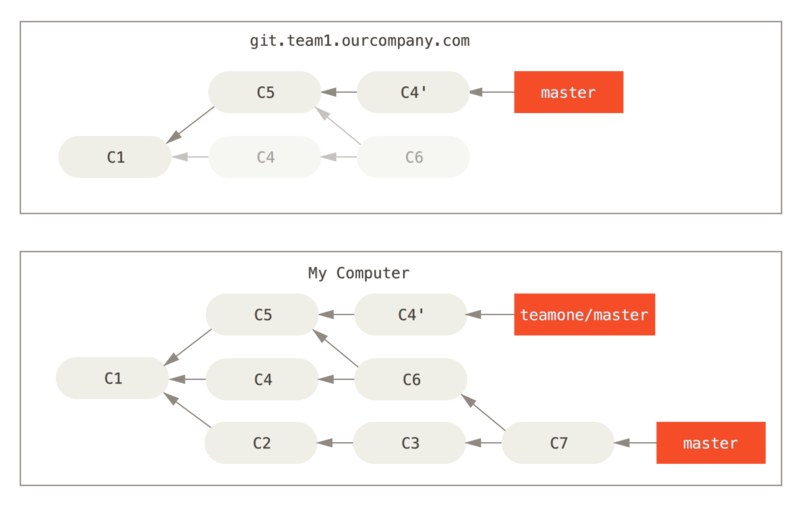 git.team1.ourcompany.com
C5 C4' master
C1 C4 C6
My Computer
C5 C4' teamone/master
C1 C4 C6
C2 C3 C7 master